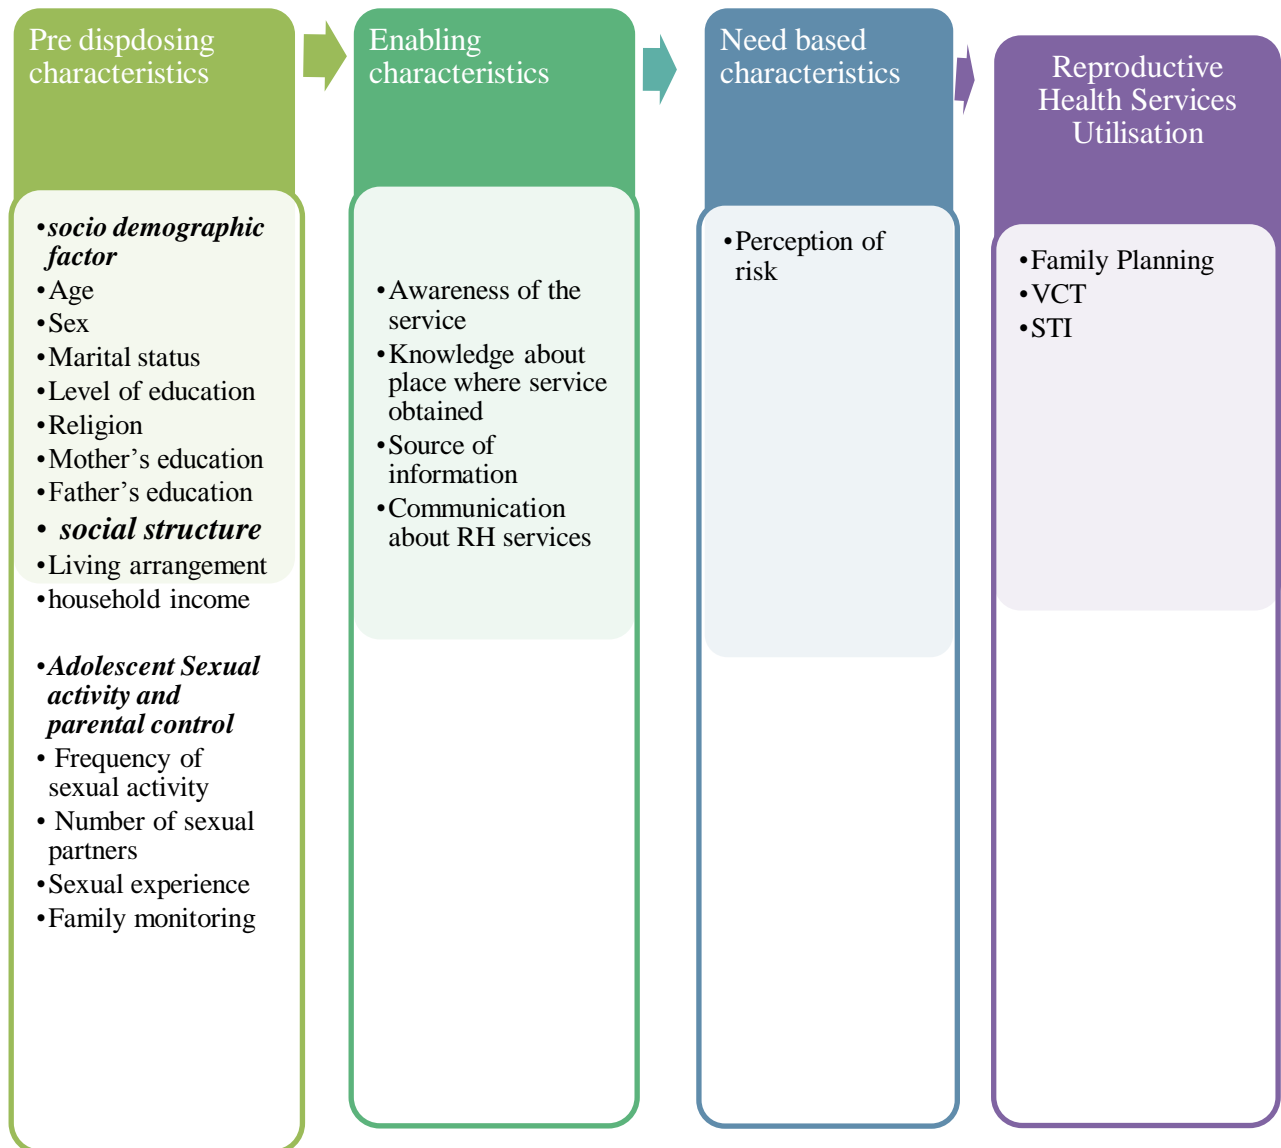 Pre dispdosing
characteristics
•socio demographic
factor
•Age
•Sex
•Marital status
•Level of education
•Religion
•Mother’s education
•Father’s education
• social structure
•Living arrangement
•household income
•Adolescent Sexual
activity and
parental control
• Frequency of
sexual activity
• Number of sexual
partners
•Sexual experience
•Family monitoring
Enabling
characteristics
•Awareness of the
service
•Knowledge about
place where service
obtained
•Source of
information
•Communication
about RH services
Need based
characteristics
•Perception of
risk
Reproductive
Health Services
Utilisation
•Family Planning
•VCT
•STI